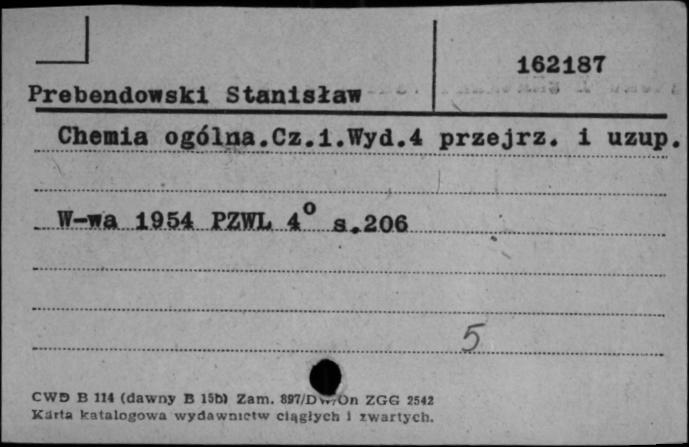 162187
Prebendowski Stanisław
Chemia ogólna.Cz.1.Wyd.4 przejrz. i uzup.
W-wa 1954 PZWL 4° s.206
5
CWD B 114 (dawny B 15b) Zam. 897/DW/On ZGG 2542
Karta katalogowa wydawnictw ciągłych i zwartych.